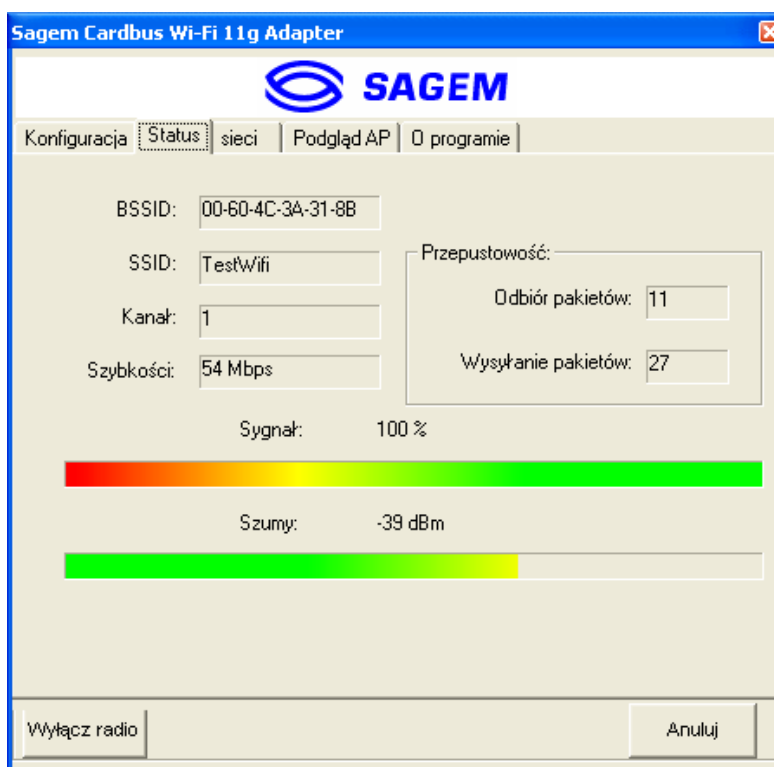 Sagem Cardbus Wi-Fi 11g Adapter
SAGEM
Konfiguracja Status sieci Podgląd AP O programie
BSSID: 00-60-4C-3A-31-8B
SSID: TestWifi
Kanał: 1
Szybkości: 54 Mbps
Przepustowość:
Odbiór pakietów: 11
Wysyłanie pakietów: 27
Sygnał: 100 %
Szumy: -39 dBm
Wyłącz radio Anuluj